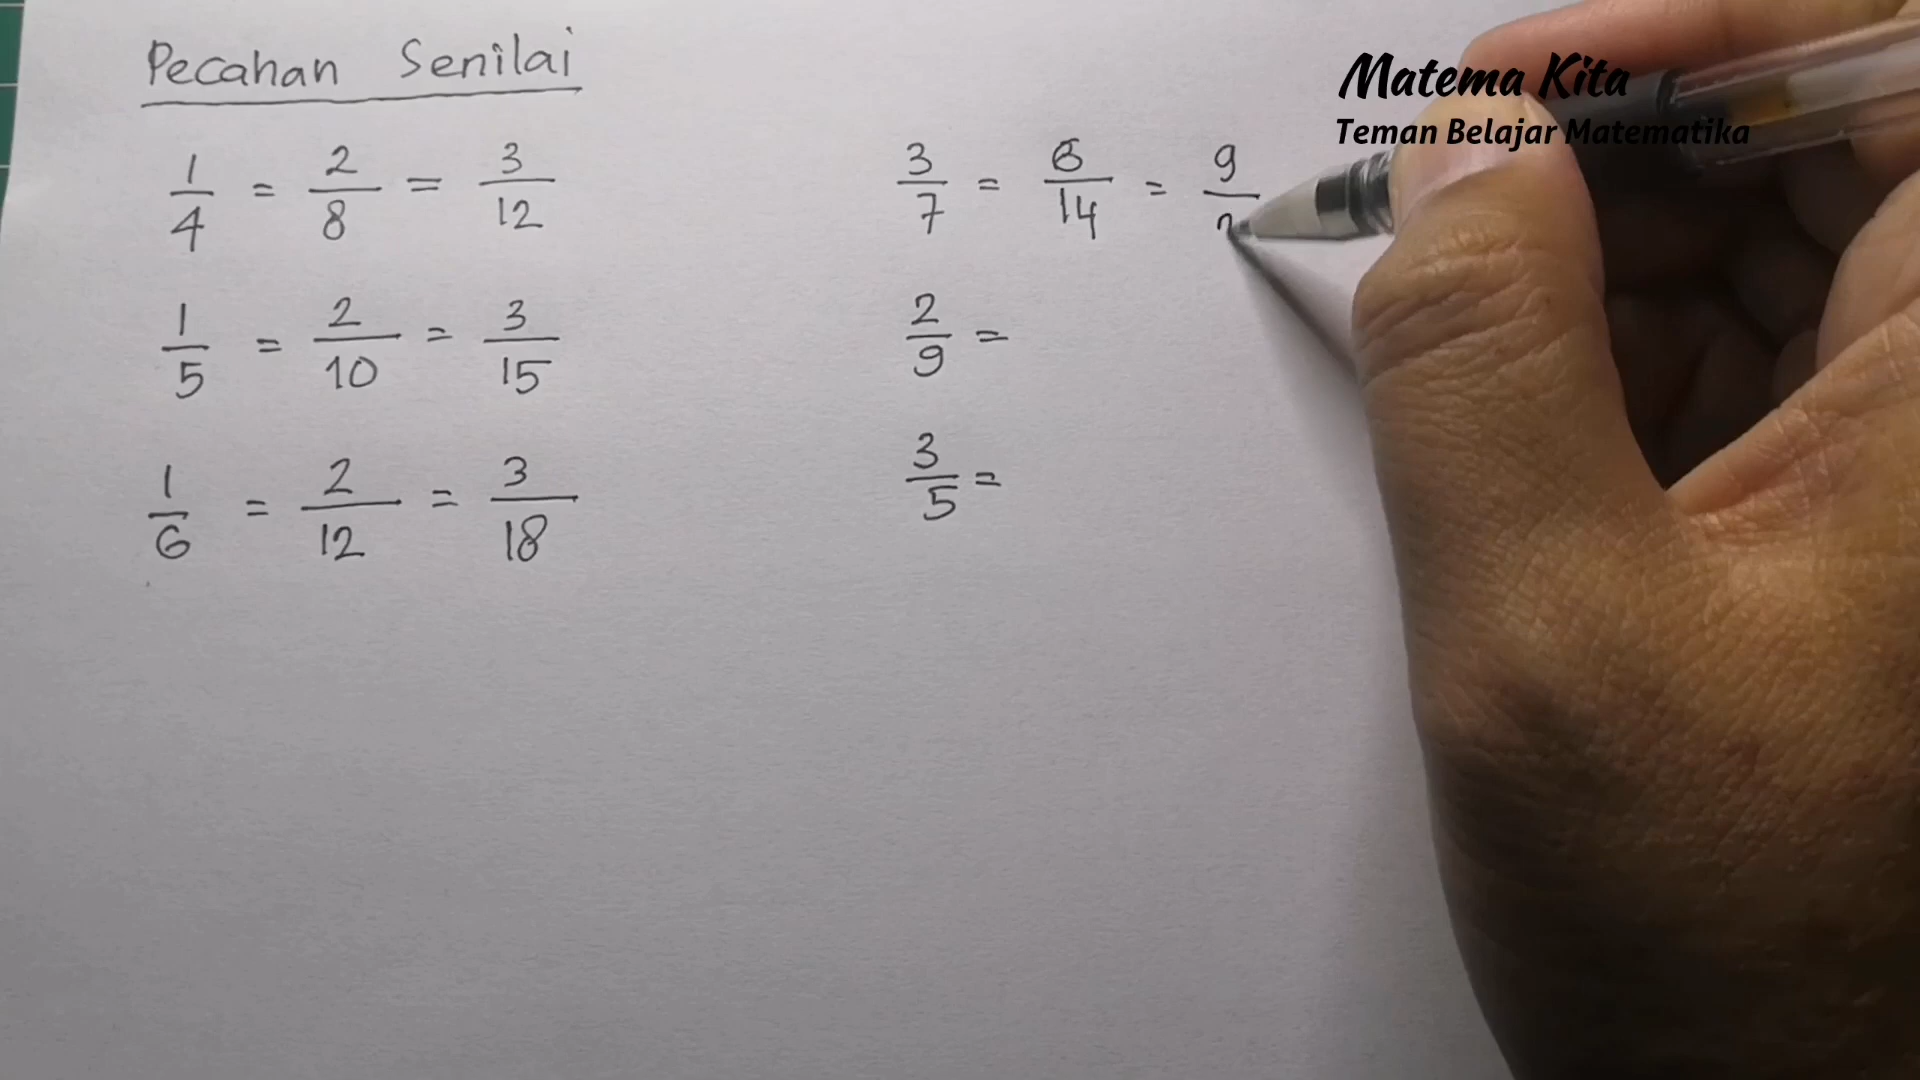 Pecahan Senilai
Matema Kita
Teman Belajar Matematika
1/4 = 2/8 = 3/12
1/5 = 2/10 = 3/15
1/6 = 2/12 = 3/18
3/7 = 6/14 = 9/
2/9 =
3/5 =